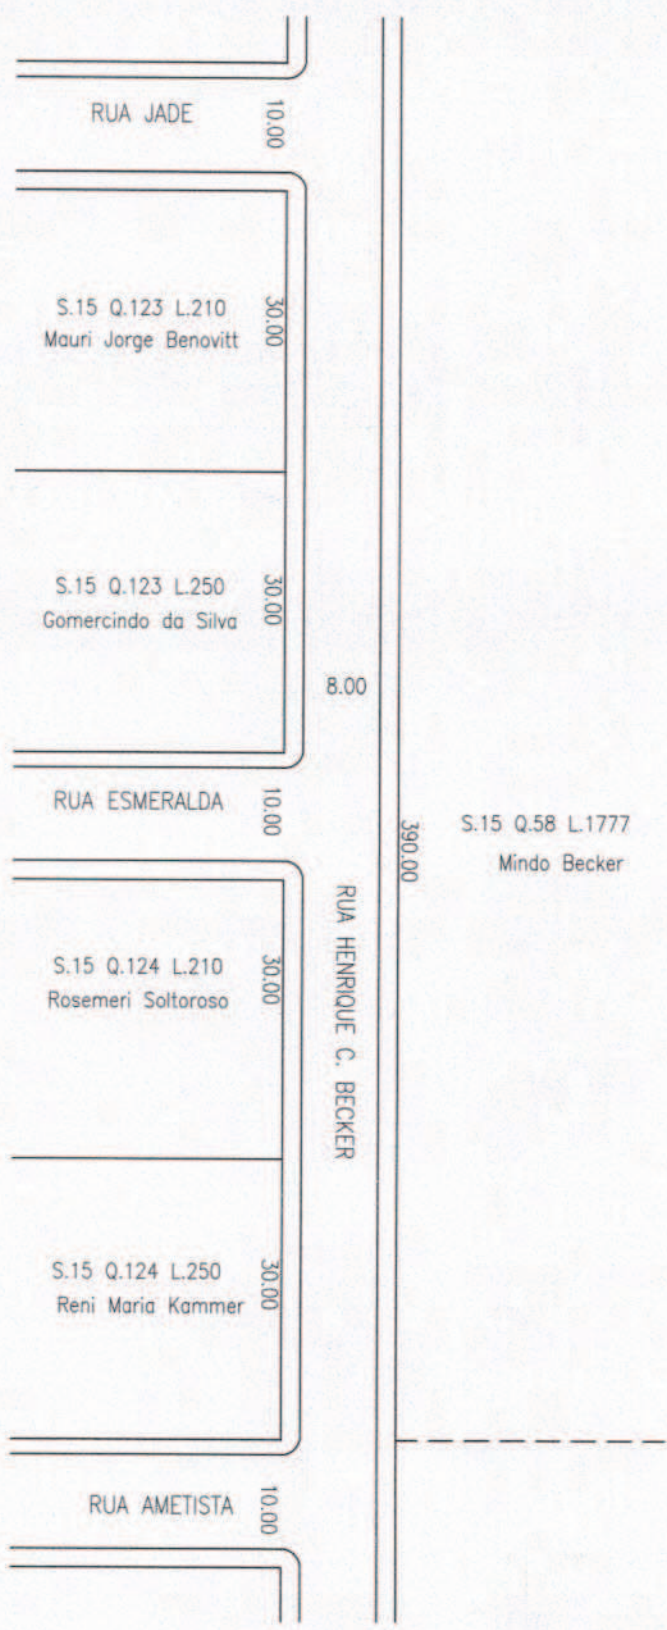 RUA JADE
10.00
S.15 Q.123 L.210
Mauri Jorge Benovitt
30.00
S.15 Q.123 L.250
Gomercindo da Silva
30.00
8.00
RUA ESMERALDA
10.00
390.00
S.15 Q.58 L.1777
Mindo Becker
RUA HENRIQUE C. BECKER
S.15 Q.124 L.210
Rosemeri Soltoroso
30.00
S.15 Q.124 L.250
Reni Maria Kammer
30.00
RUA AMETISTA
10.00